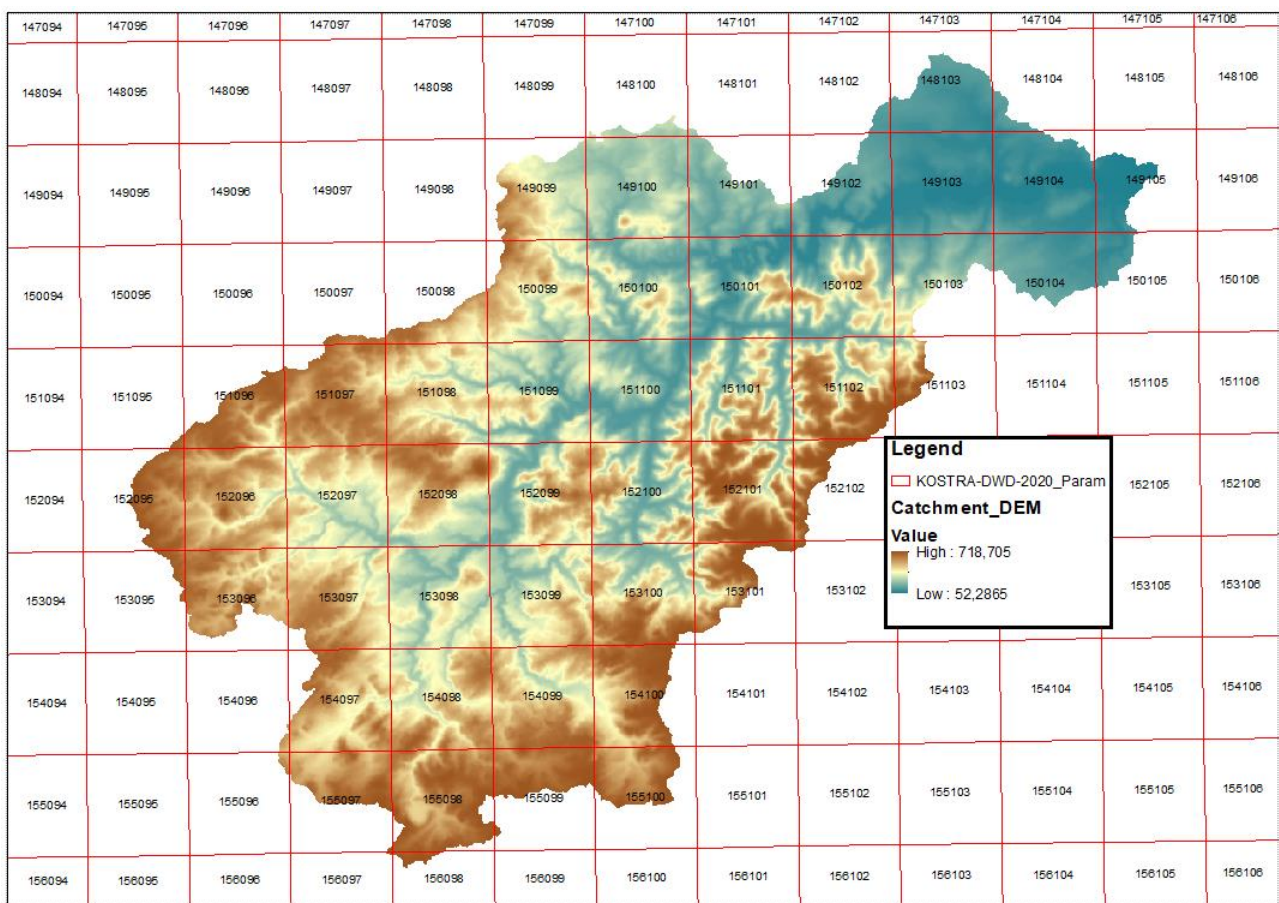 147094 147095 147096 147097 147098 147099 147100 147101 147102 147103 147104 147105 147106
148094 148095 148096 148097 148098 148099 148100 148101 148102 148103 148104 148105 148106
149094 149095 149096 149097 149098 149099 149100 149101 149102 149103 149104 149105 149106
150094 150095 150096 150097 150098 150099 150100 150101 150102 150103 150104 150105 150106
151094 151095 151096 151097 151098 151099 151100 151101 151102 151103 151104 151105 151106
152094 152095 152096 152097 152098 152099 152100 152101 152102 152105 152106
153094 153095 153096 153097 153098 153099 153100 153101 153102 153105 153106
154094 154095 154096 154097 154098 154099 154100 154101 154102 154103 154104 154105 154106
155094 155095 155096 155097 155098 155099 155100 155101 155102 155103 155104 155105 155106
156094 156095 156096 156097 156098 156099 156100 156101 156102 156103 156104 156105 156106
Legend
KOSTRA-DWD-2020_Param
Catchment_DEM
Value
High : 718,705
Low : 52,2865